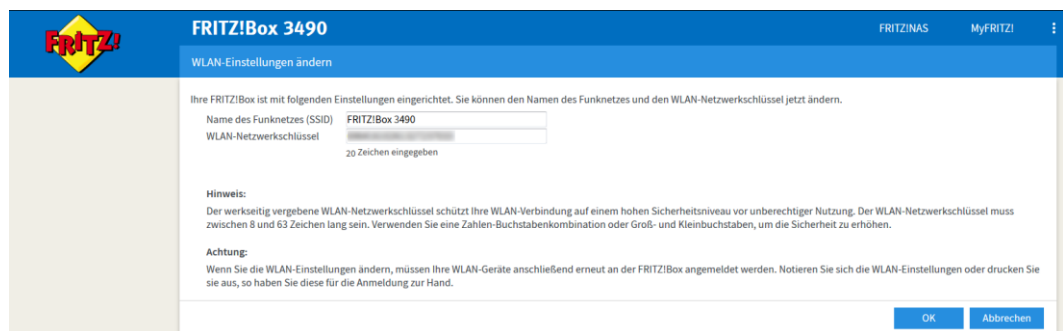 FRITZ!
FRITZ!Box 3490
FRITZ!NAS
MyFRITZ!
WLAN-Einstellungen ändern
Ihre FRITZ!Box ist mit folgenden Einstellungen eingerichtet. Sie können den Namen des Funknetzes und den WLAN-Netzwerkschlüssel jetzt ändern.
Name des Funknetzes (SSID) FRITZ!Box 3490
WLAN-Netzwerkschlüssel
20 Zeichen eingegeben
Hinweis:
Der werkseitig vergebene WLAN-Netzwerkschlüssel schützt Ihre WLAN-Verbindung auf einem hohen Sicherheitsniveau vor unberechtiger Nutzung. Der WLAN-Netzwerkschlüssel muss
zwischen 8 und 63 Zeichen lang sein. Verwenden Sie eine Zahlen-Buchstabenkombination oder Groß- und Kleinbuchstaben, um die Sicherheit zu erhöhen.
Achtung:
Wenn Sie die WLAN-Einstellungen ändern, müssen Ihre WLAN-Geräte anschließend erneut an der FRITZ!Box angemeldet werden. Notieren Sie sich die WLAN-Einstellungen oder drucken Sie
sie aus, so haben Sie diese für die Anmeldung zur Hand.
OK
Abbrechen